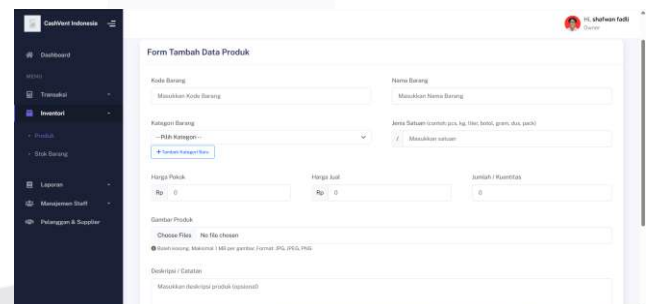 CashVent Indonesia
Hi, shafwan fadli
Owner
Dashboard
MENU
Transaksi
Inventori
Produk
Stok Barang
Laporan
Manajemen Staff
Pelanggan & Supplier
Form Tambah Data Produk
Kode Barang
Nama Barang
Masukkan Kode Barang
Masukkan Nama Barang
Kategori Barang
Jenis Satuan (contoh: pcs, kg, liter, botol, gram, dus, pack)
-- Pilih Kategori --
/ Masukkan satuan
+ Tambah Kategori Baru
Harga Pokok
Harga Jual
Jumlah / Kuantitas
Rp 0
Rp 0
0
Gambar Produk
Choose Files No file chosen
Boleh kosong. Maksimal 1 MB per gambar. Format: JPG, JPEG, PNG
Deskripsi / Catatan
Masukkan deskripsi produk (opsional)